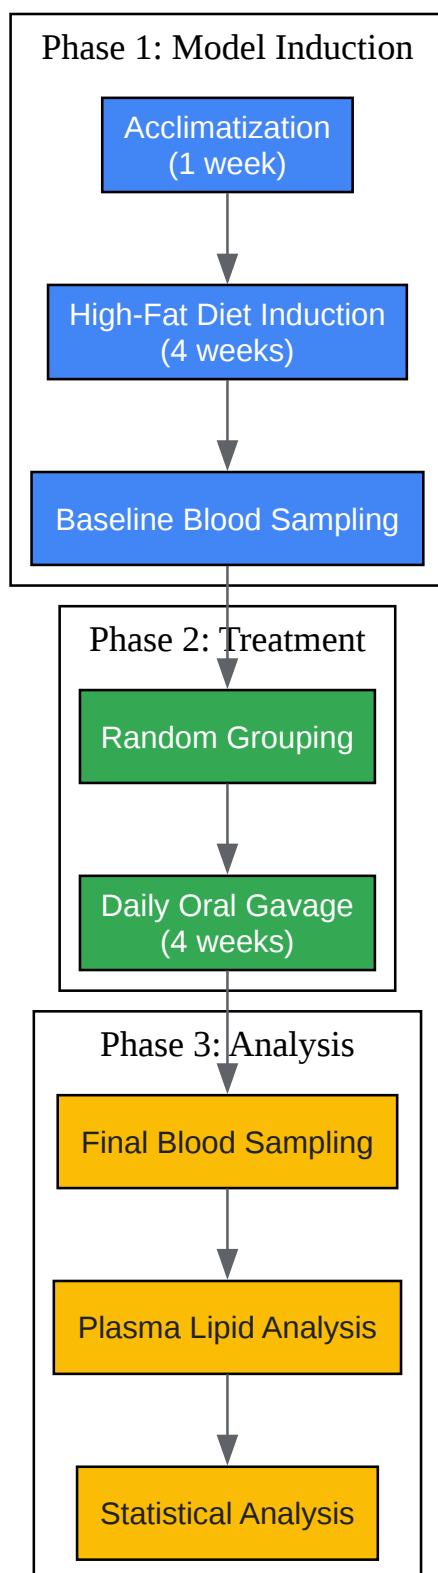 Phase 1: Model Induction
Acclimatization
(1 week)
High-Fat Diet Induction
(4 weeks)
Baseline Blood Sampling
Phase 2: Treatment
Random Grouping
Daily Oral Gavage
(4 weeks)
Phase 3: Analysis
Final Blood Sampling
Plasma Lipid Analysis
Statistical Analysis